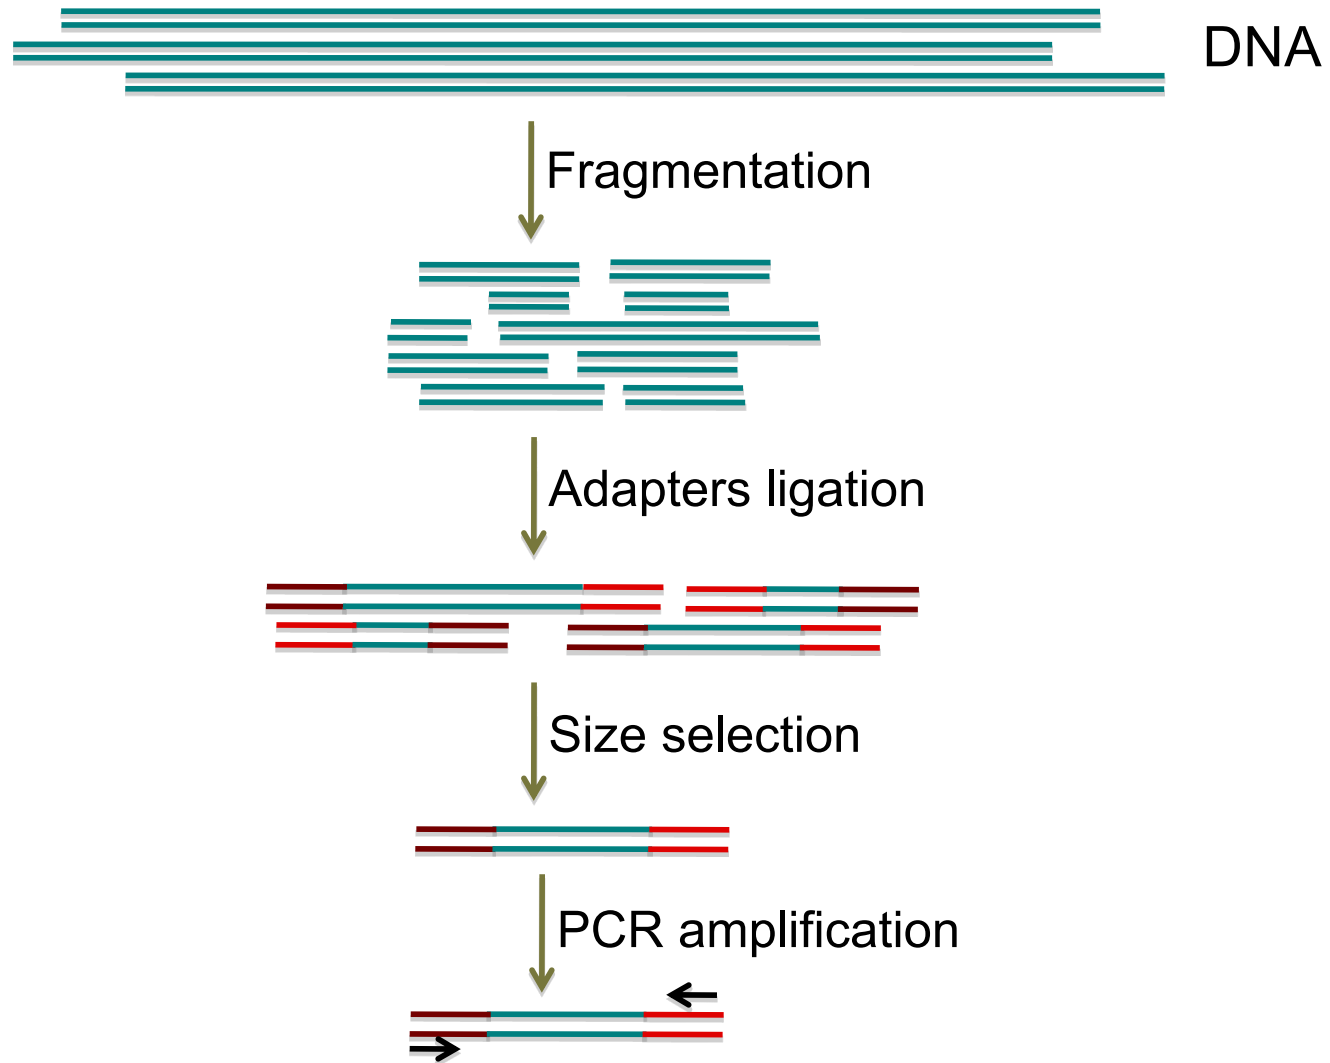 DNA
Fragmentation
Adapters ligation
Size selection
PCR amplification